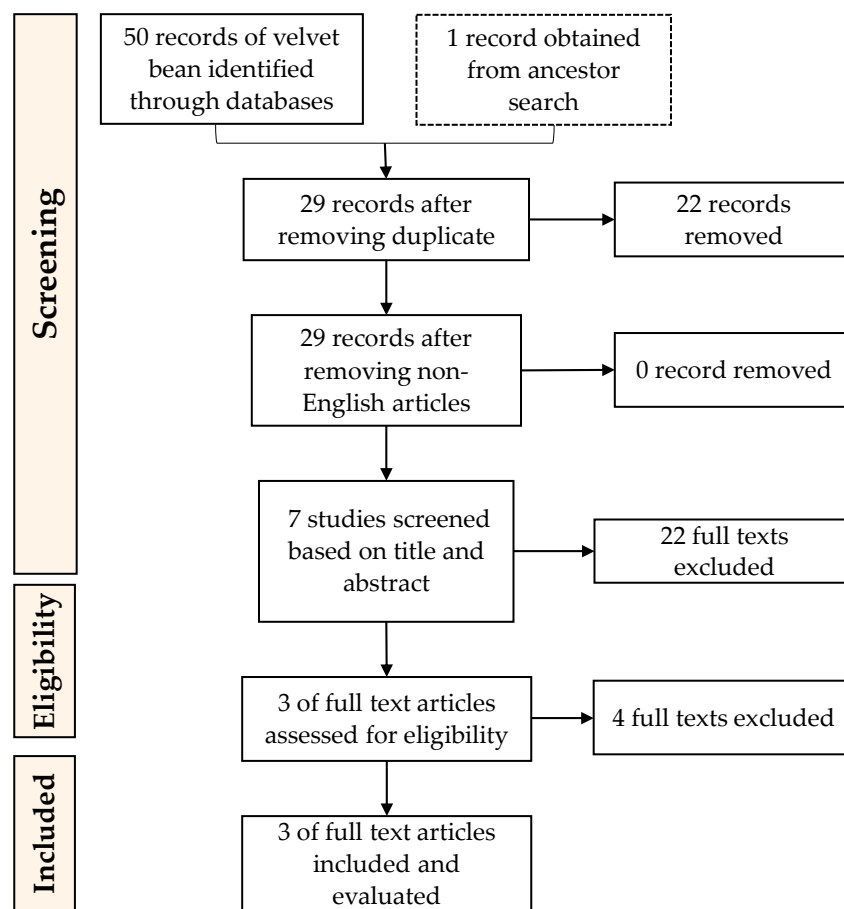 50 records of velvet
bean identified
through databases
1 record obtained
from ancestor
search
Screening
29 records after
removing duplicate
22 records
removed
29 records after
removing non-
English articles
0 record removed
7 studies screened
based on title and
abstract
22 full texts
excluded
Eligibility
3 of full text articles
assessed for eligibility
4 full texts excluded
Included
3 of full text articles
included and
evaluated